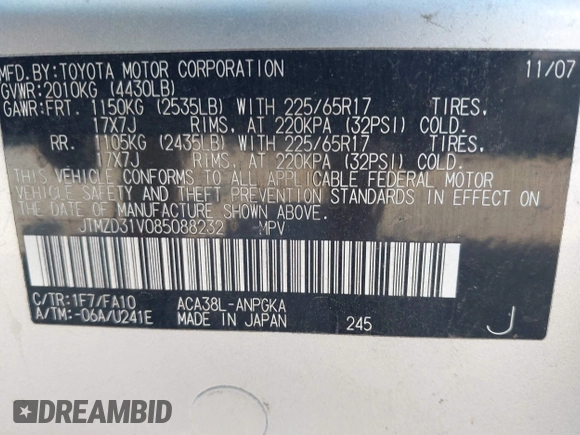 MFD. BY: TOYOTA MOTOR CORPORATION 11/07
GVWR: 2010KG (4430LB)
GAWR: FRT. 1150KG (2535LB) WITH 225/65R17 TIRES,
17X7J RIMS, AT 220KPA (32PSI) COLD.
RR. 1105KG (2435LB) WITH 225/65R17 TIRES,
17X7J RIMS, AT 220KPA (32PSI) COLD.
THIS VEHICLE CONFORMS TO ALL APPLICABLE FEDERAL MOTOR
VEHICLE SAFETY AND THEFT PREVENTION STANDARDS IN EFFECT ON
THE DATE OF MANUFACTURE SHOWN ABOVE.
JTMZD31V085088232 MPV
C/TR: 1F7/FA10 ACA38L-ANPGKA
A/TM: -06A/U241E MADE IN JAPAN 245 J
DREAMBID